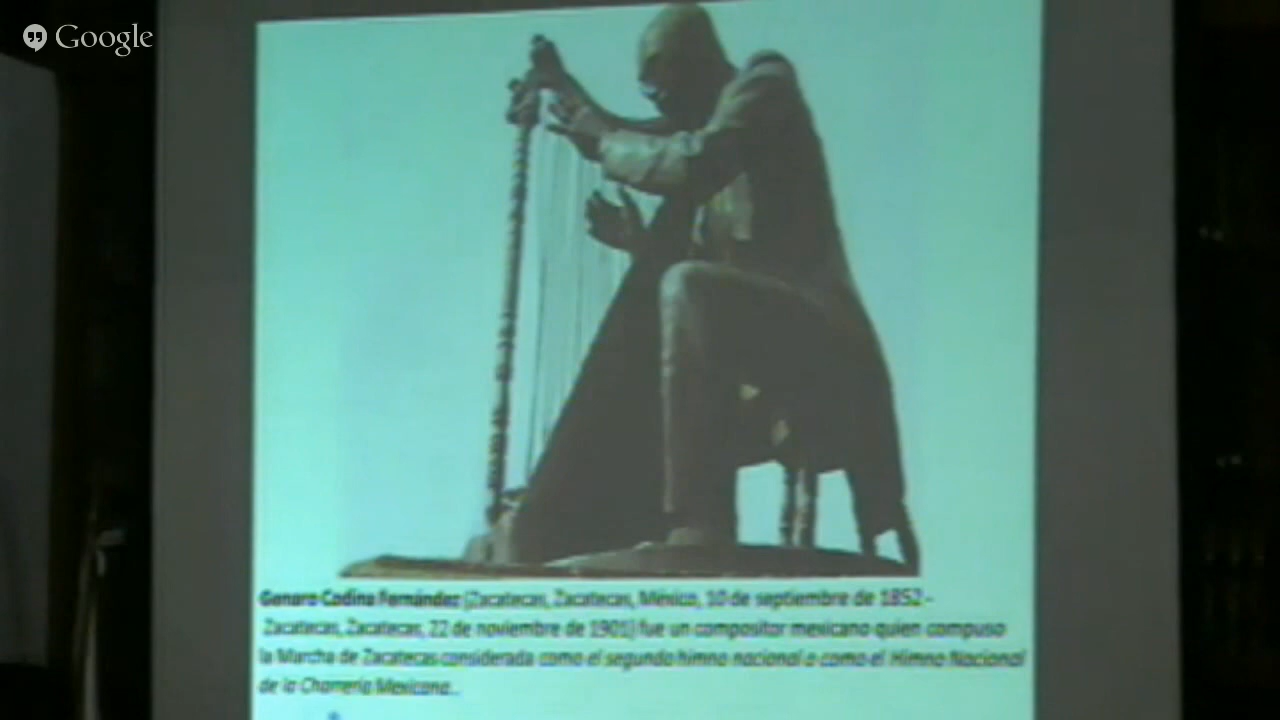 Google
Genaro Codina Fernández (Zacatecas, Zacatecas, México, 10 de septiembre de 1852 -
Zacatecas, Zacatecas, 22 de noviembre de 1901) fue un compositor mexicano quien compuso
la Marcha de Zacatecas considerada como el segundo himno nacional o como el Himno Nacional
de la Charrería Mexicana..